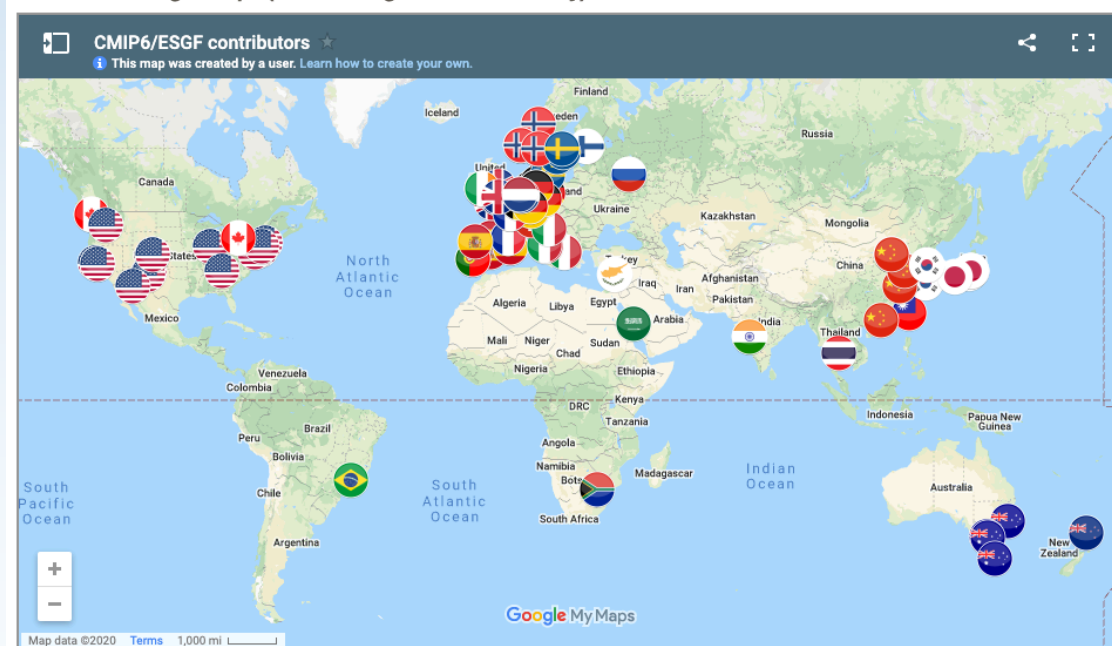 CMIP6/ESGF contributors
This map was created by a user. Learn how to create your own.
Finland
Iceland
Russia
Canada
United
Ukraine
Kazakhstan
Mongolia
States
North
Atlantic
Ocean
China
Afghanistan
Iraq
Iran
Pakistan
Mexico
Algeria
Libya
Egypt
Arabia
India
Thailand
Mali
Niger
Sudan
Chad
Nigeria
Ethiopia
Venezuela
Colombia
Kenya
DRC
Indonesia
Papua New
Guinea
Tanzania
Peru
Brazil
Angola
Bolivia
Namibia
Bots
Madagascar
Indian
Ocean
Australia
South
Pacific
Ocean
South
Atlantic
Ocean
Chile
South Africa
Argentina
New
Zealand
+
−
Google My Maps
Map data ©2020 Terms 1,000 mi